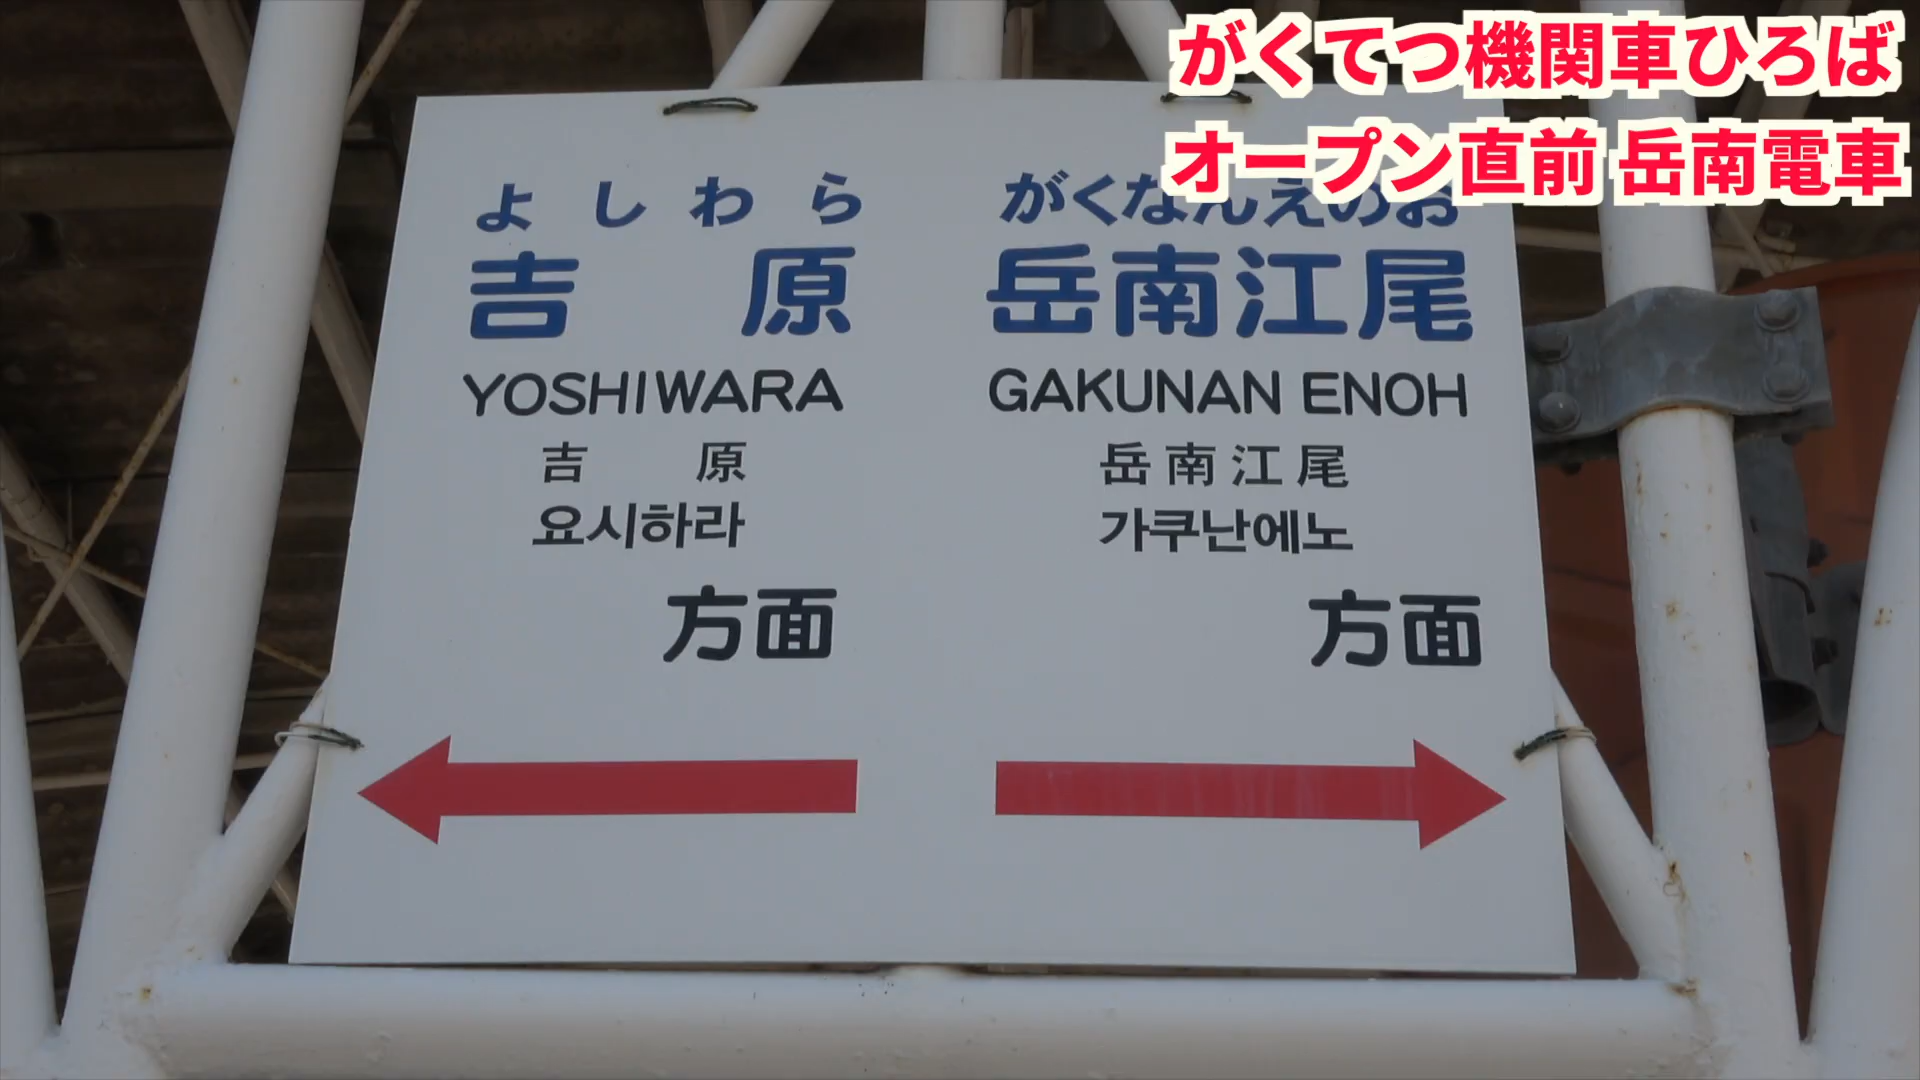 がくてつ機関車ひろば
オープン直前 岳南電車
よしわら
吉原
YOSHIWARA
吉原
요시하라
方面
がくなんえのお
岳南江尾
GAKUNAN ENOH
岳南江尾
가쿠난에노
方面